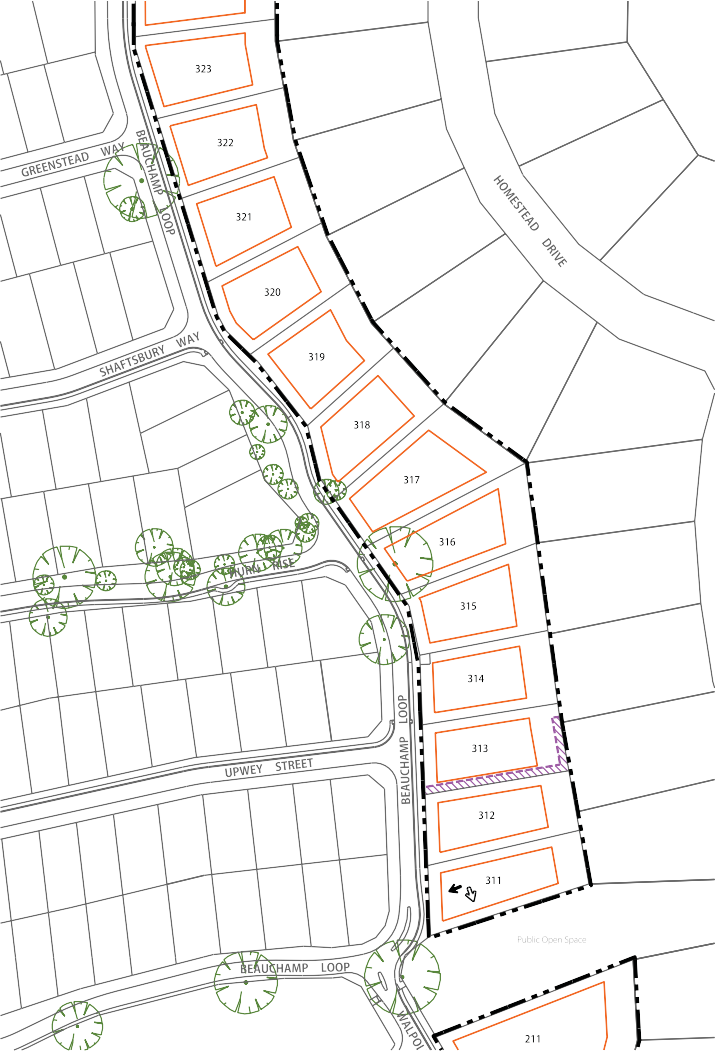 323
GREENSTEAD WAY
BEAUCHAMP LOOP
322
321
HOMESTEAD DRIVE
320
SHAFTSBURY WAY
319
318
317
316
RISE
315
314
BEAUCHAMP LOOP
313
UPWEY STREET
312
311
Public Open Space
BEAUCHAMP LOOP
211